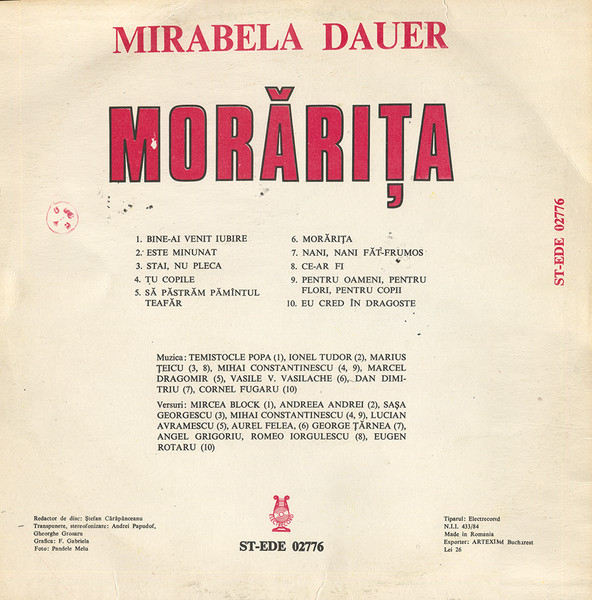 MIRABELA DAUER
MORĂRIȚA
1. BINE-AI VENIT IUBIRE
2. ESTE MINUNAT
3. STAI, NU PLECA
4. ȚU COPILE
5. SĂ PĂSTRĂM PĂMÎNTUL
TEAFĂR
6. MORĂRIȚA
7. NANI, NANI FĂT-FRUMOS
8. CE-AR FI
9. PENTRU OAMENI, PENTRU
FLORI, PENTRU COPII
10. EU CRED ÎN DRAGOSTE
ST-EDE 02776
Muzica: TEMISTOCLE POPA (1), IONEL TUDOR (2), MARIUS
ȚEICU (3, 8), MIHAI CONSTANTINESCU (4, 9), MARCEL
DRAGOMIR (5), VASILE V. VASILACHE (6), DAN DIMI-
TRIU (7), CORNEL FUGARU (10)
Versuri: MIRCEA BLOCK (1), ANDREEA ANDREI (2), SAȘA
GEORGESCU (3), MIHAI CONSTANTINESCU (4, 9), LUCIAN
AVRAMESCU (5), AUREL FELEA, (6) GEORGE ȚĂRNEA (7),
ANGEL GRIGORIU, ROMEO IORGULESCU (8), EUGEN
ROTARU (10)
Redactor de disc: Ștefan Cărăpănceanu
Transpunere, stereofonizare: Andrei Papudof,
Gheorghe Grosaru
Grafica: F. Gabriela
Foto: Pandele Melu
ST-EDE 02776
Tiparul: Electrecord
N.I.I. 433/84
Made in Romania
Exporter: ARTEXIM Bucharest
Lei 26